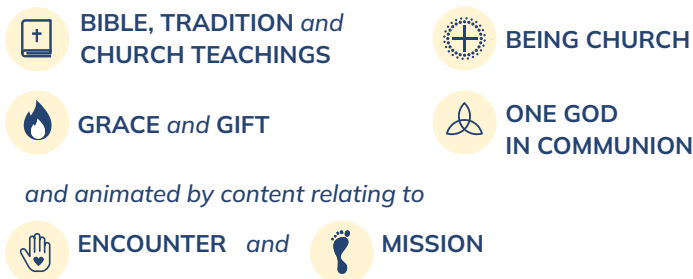 BIBLE, TRADITION and
CHURCH TEACHINGS
BEING CHURCH
GRACE and GIFT
ONE GOD
IN COMMUNION
and animated by content relating to
ENCOUNTER and MISSION